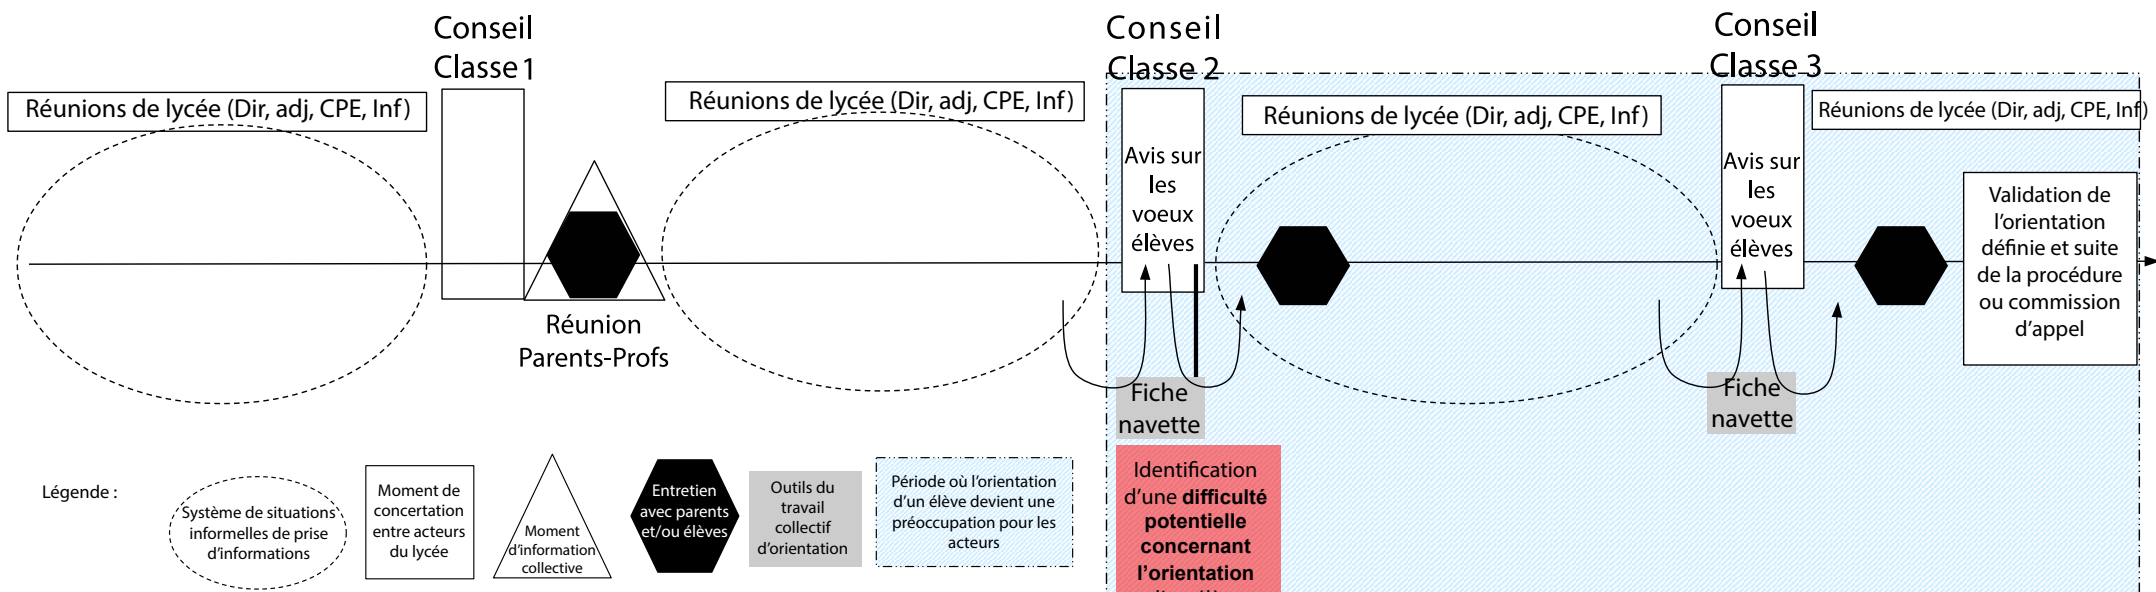 Conseil
Classe 1
Conseil
Classe 2
Conseil
Classe 3
Réunions de lycée (Dir, adj, CPE, Inf)
Réunions de lycée (Dir, adj, CPE, Inf)
Réunions de lycée (Dir, adj, CPE, Inf)
Réunions de lycée (Dir, adj, CPE, Inf)
Avis sur
les
voeux
élèves
Avis sur
les
voeux
élèves
Validation de
l'orientation
définie et suite
de la procédure
ou commission
d'appel
Réunion
Parents-Profs
Fiche
navette
Fiche
navette
Identification
d'une difficulté
potentielle
concernant
l'orientation
Légende :
Système de situations
informelles de prise
d'informations
Moment de
concertation
entre acteurs
du lycée
Moment
d'information
collective
Entretien
avec parents
et/ou élèves
Outils du
travail
collectif
d'orientation
Période où l'orientation
d'un élève devient une
préoccupation pour les
acteurs